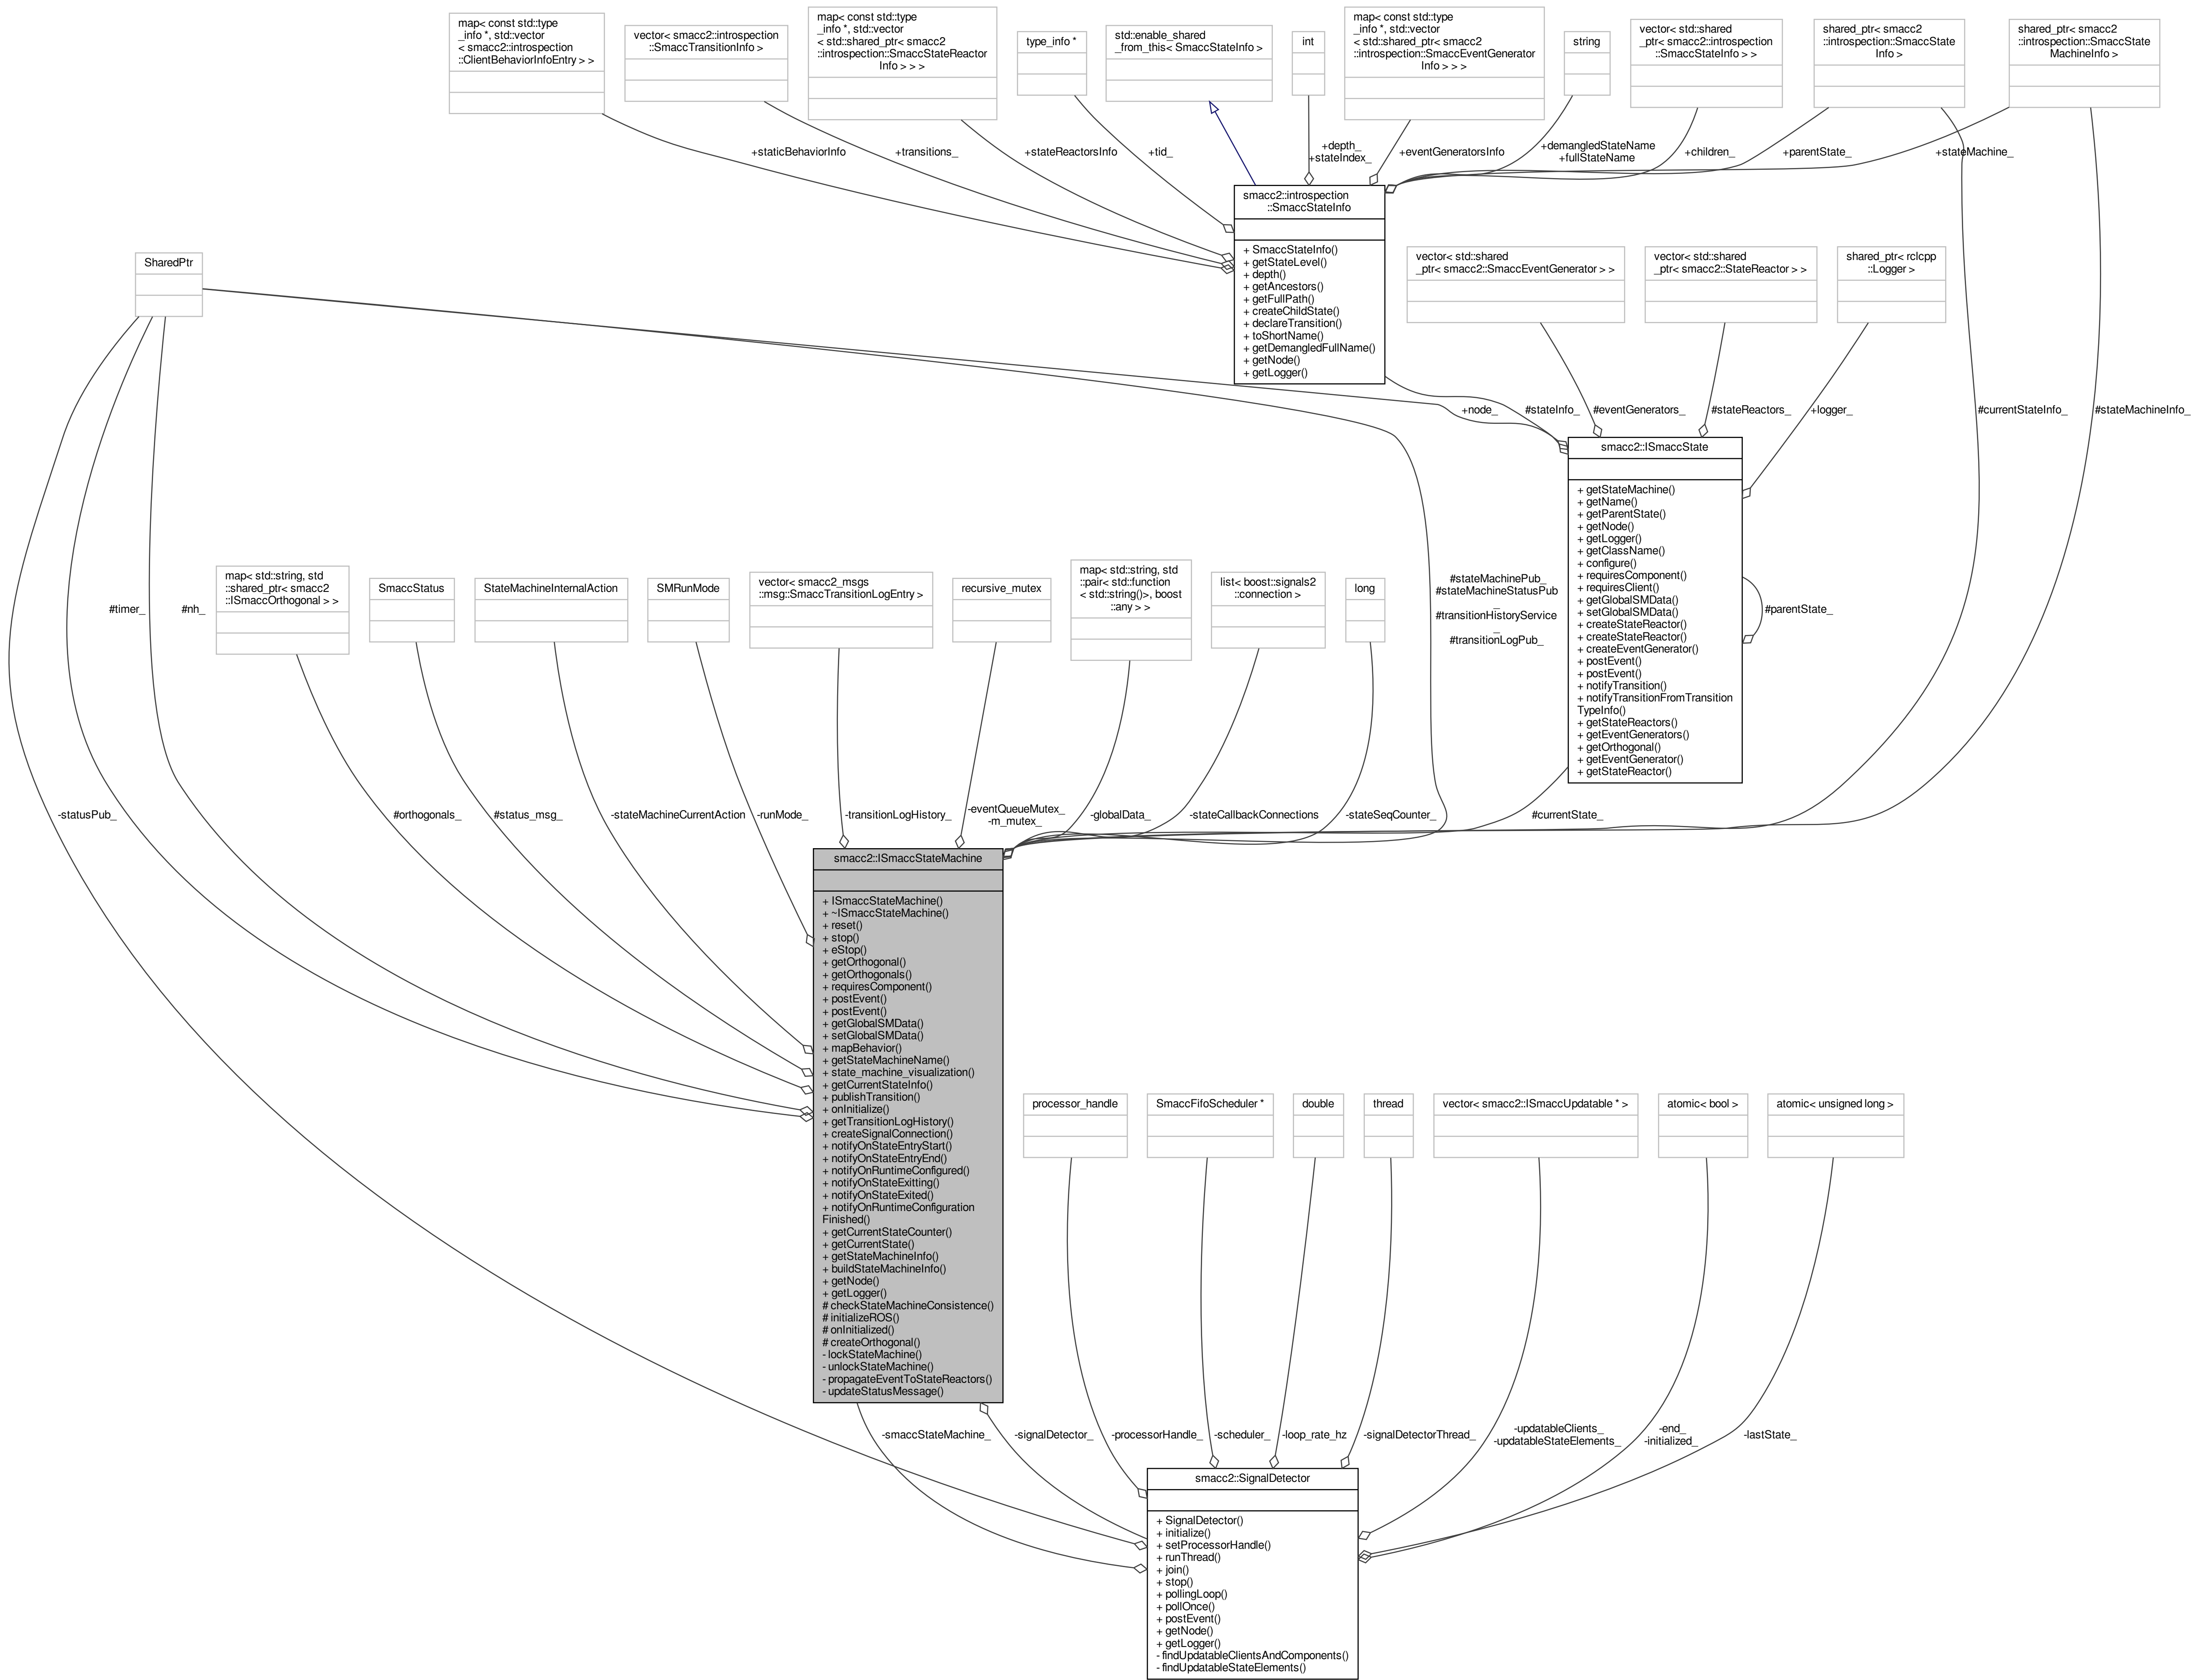 map< const std::type
_info *, std::vector
< smacc2::introspection
::ClientBehaviorInfoEntry > >
vector< smacc2::introspection
::SmaccTransitionInfo >
map< const std::type
_info *, std::vector
< std::shared_ptr< smacc2
::introspection::SmaccStateReactor
Info > > >
type_info *
std::enable_shared
_from_this< SmaccStateInfo >
int
map< const std::type
_info *, std::vector
< std::shared_ptr< smacc2
::introspection::SmaccEventGenerator
Info > > >
string
vector< std::shared
_ptr< smacc2::introspection
::SmaccStateInfo > >
shared_ptr< smacc2
::introspection::SmaccState
Info >
shared_ptr< smacc2
::introspection::SmaccState
MachineInfo >
+staticBehaviorInfo
+transitions_
+stateReactorsInfo
+tid_
+depth_
+stateIndex_
+eventGeneratorsInfo
+demangledStateName
+fullStateName
+children_
+parentState_
+stateMachine_
smacc2::introspection
::SmaccStateInfo
+ SmaccStateInfo()
+ getStateLevel()
+ depth()
+ getAncestors()
+ getFullPath()
+ createChildState()
+ declareTransition()
+ toShortName()
+ getDemangledFullName()
+ getNode()
+ getLogger()
SharedPtr
vector< std::shared
_ptr< smacc2::SmaccEventGenerator > >
vector< std::shared
_ptr< smacc2::StateReactor > >
shared_ptr< rclcpp
::Logger >
+node_
#stateInfo_
#eventGenerators_
#stateReactors_
+logger_
#currentStateInfo_
#stateMachineInfo_
smacc2::ISmaccState
+ getStateMachine()
+ getName()
+ getParentState()
+ getNode()
+ getLogger()
+ getClassName()
+ configure()
+ requiresComponent()
+ requiresClient()
+ getGlobalSMData()
+ setGlobalSMData()
+ createStateReactor()
+ createStateReactor()
+ createEventGenerator()
+ postEvent()
+ postEvent()
+ notifyTransition()
+ notifyTransitionFromTransition
TypeInfo()
+ getStateReactors()
+ getEventGenerators()
+ getOrthogonal()
+ getEventGenerator()
+ getStateReactor()
#parentState_
#timer_
#nh_
map< std::string, std
::shared_ptr< smacc2
::ISmaccOrthogonal > >
SmaccStatus
StateMachineInternalAction
SMRunMode
vector< smacc2_msgs
::msg::SmaccTransitionLogEntry >
recursive_mutex
map< std::string, std
::pair< std::function
< std::string()>, boost
::any > >
list< boost::signals2
::connection >
long
#stateMachinePub_
#stateMachineStatusPub
_
#transitionHistoryService
_
#transitionLogPub_
-statusPub_
#orthogonals_
#status_msg_
-stateMachineCurrentAction
-runMode_
-transitionLogHistory_
-eventQueueMutex_
-m_mutex_
-globalData_
-stateCallbackConnections
-stateSeqCounter_
#currentState_
smacc2::ISmaccStateMachine
+ ISmaccStateMachine()
+ ~ISmaccStateMachine()
+ reset()
+ stop()
+ eStop()
+ getOrthogonal()
+ getOrthogonals()
+ requiresComponent()
+ postEvent()
+ postEvent()
+ getGlobalSMData()
+ setGlobalSMData()
+ mapBehavior()
+ getStateMachineName()
+ state_machine_visualization()
+ getCurrentStateInfo()
+ publishTransition()
+ onInitialize()
+ getTransitionLogHistory()
+ createSignalConnection()
+ notifyOnStateEntryStart()
+ notifyOnStateEntryEnd()
+ notifyOnRuntimeConfigured()
+ notifyOnStateExitting()
+ notifyOnStateExited()
+ notifyOnRuntimeConfiguration
Finished()
+ getCurrentStateCounter()
+ getCurrentState()
+ getStateMachineInfo()
+ buildStateMachineInfo()
+ getNode()
+ getLogger()
# checkStateMachineConsistence()
# initializeROS()
# onInitialized()
# createOrthogonal()
- lockStateMachine()
- unlockStateMachine()
- propagateEventToStateReactors()
- updateStatusMessage()
processor_handle
SmaccFifoScheduler *
double
thread
vector< smacc2::ISmaccUpdatable * >
atomic< bool >
atomic< unsigned long >
-smaccStateMachine_
-signalDetector_
-processorHandle_
-scheduler_
-loop_rate_hz
-signalDetectorThread_
-updatableClients_
-updatableStateElements_
-end_
-initialized_
-lastState_
smacc2::SignalDetector
+ SignalDetector()
+ initialize()
+ setProcessorHandle()
+ runThread()
+ join()
+ stop()
+ pollingLoop()
+ pollOnce()
+ postEvent()
+ getNode()
+ getLogger()
- findUpdatableClientsAndComponents()
- findUpdatableStateElements()